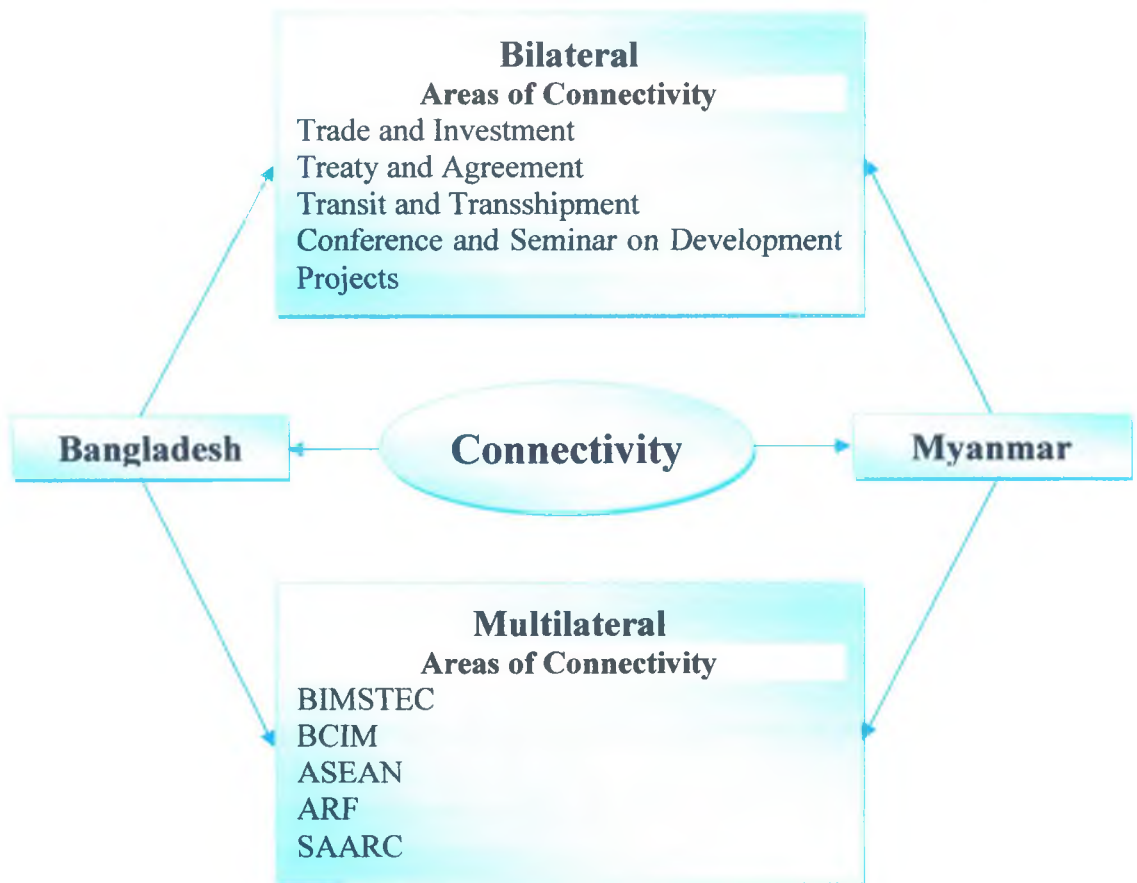 Bilateral
Areas of Connectivity
Trade and Investment
Treaty and Agreement
Transit and Transshipment
Conference and Seminar on Development
Projects
Bangladesh
Connectivity
Myanmar
Multilateral
Areas of Connectivity
BIMSTEC
BCIM
ASEAN
ARF
SAARC